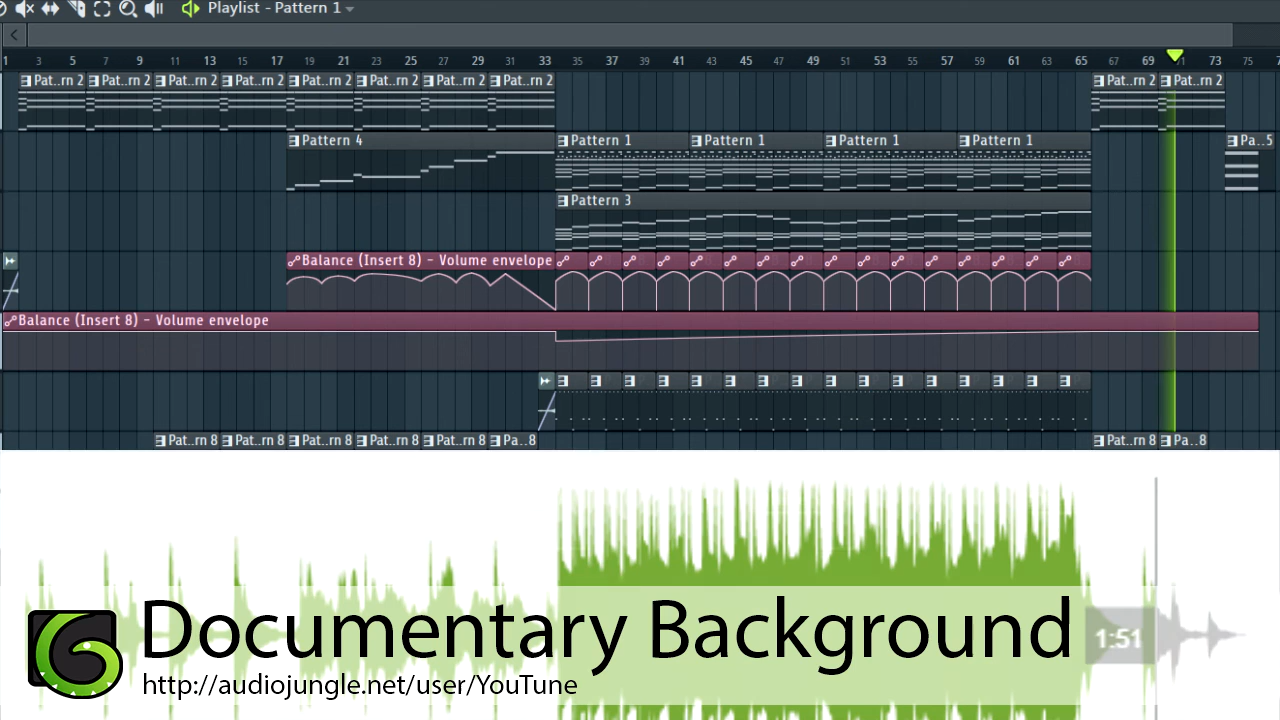 Playlist - Pattern 1
1 5 9 13 17 19 21 23 25 27 29 31 33 35 37 39 41 43 45 47 49 51 53 55 57 59 61 63 65 67 69 71 73 75
Pat..rn 2 Pat..rn 2 Pat..rn 2 Pat..rn 2 Pat..rn 2 Pat..rn 2 Pat..rn 2 Pat..rn 2 Pat..rn 2 Pat..rn 2
Pattern 4 Pattern 1 Pattern 1 Pattern 1 Pattern 1 Pa..5
Pattern 3
Balance (Insert 8) - Volume envelope
Balance (Insert 8) - Volume envelope
Pat..rn 8 Pat..rn 8 Pat..rn 8 Pat..rn 8 Pat..rn 8 Pa..8 Pat..rn 8 Pa..8
Documentary Background
1:51
http://audiojungle.net/user/YouTune